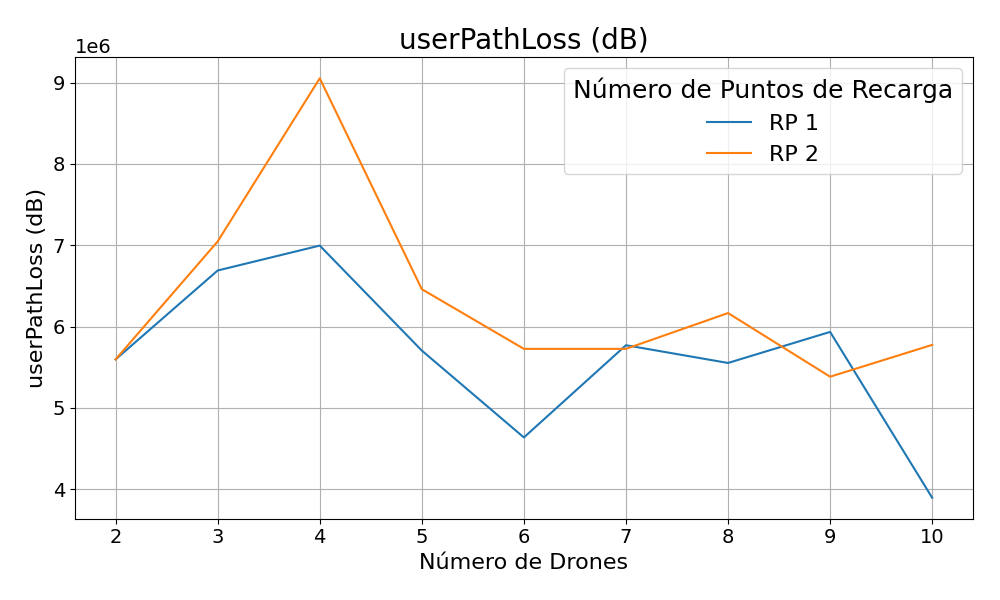 userPathLoss (dB)
1e6
Número de Puntos de Recarga
RP 1
RP 2
userPathLoss (dB)
9
8
7
6
5
4
2 3 4 5 6 7 8 9 10
Número de Drones